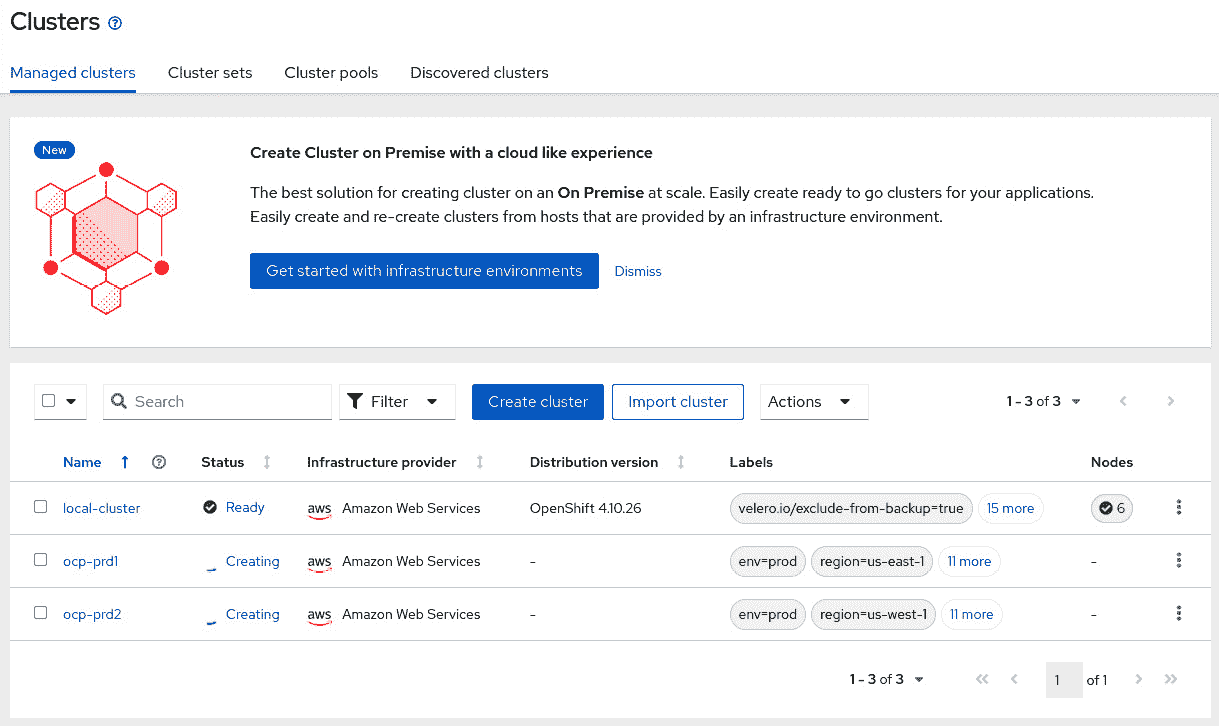 Clusters
Managed clusters Cluster sets Cluster pools Discovered clusters
New
Create Cluster on Premise with a cloud like experience
The best solution for creating cluster on an On Premise at scale. Easily create ready to go clusters for your applications.
Easily create and re-create clusters from hosts that are provided by an infrastructure environment.
Get started with infrastructure environments Dismiss
Search Filter Create cluster Import cluster Actions 1 - 3 of 3
Name Status Infrastructure provider Distribution version Labels Nodes
local-cluster Ready aws Amazon Web Services OpenShift 4.10.26 velero.io/exclude-from-backup=true 15 more 6
ocp-prd1 Creating aws Amazon Web Services - env=prod region=us-east-1 11 more -
ocp-prd2 Creating aws Amazon Web Services - env=prod region=us-west-1 11 more -
1 - 3 of 3 1 of 1